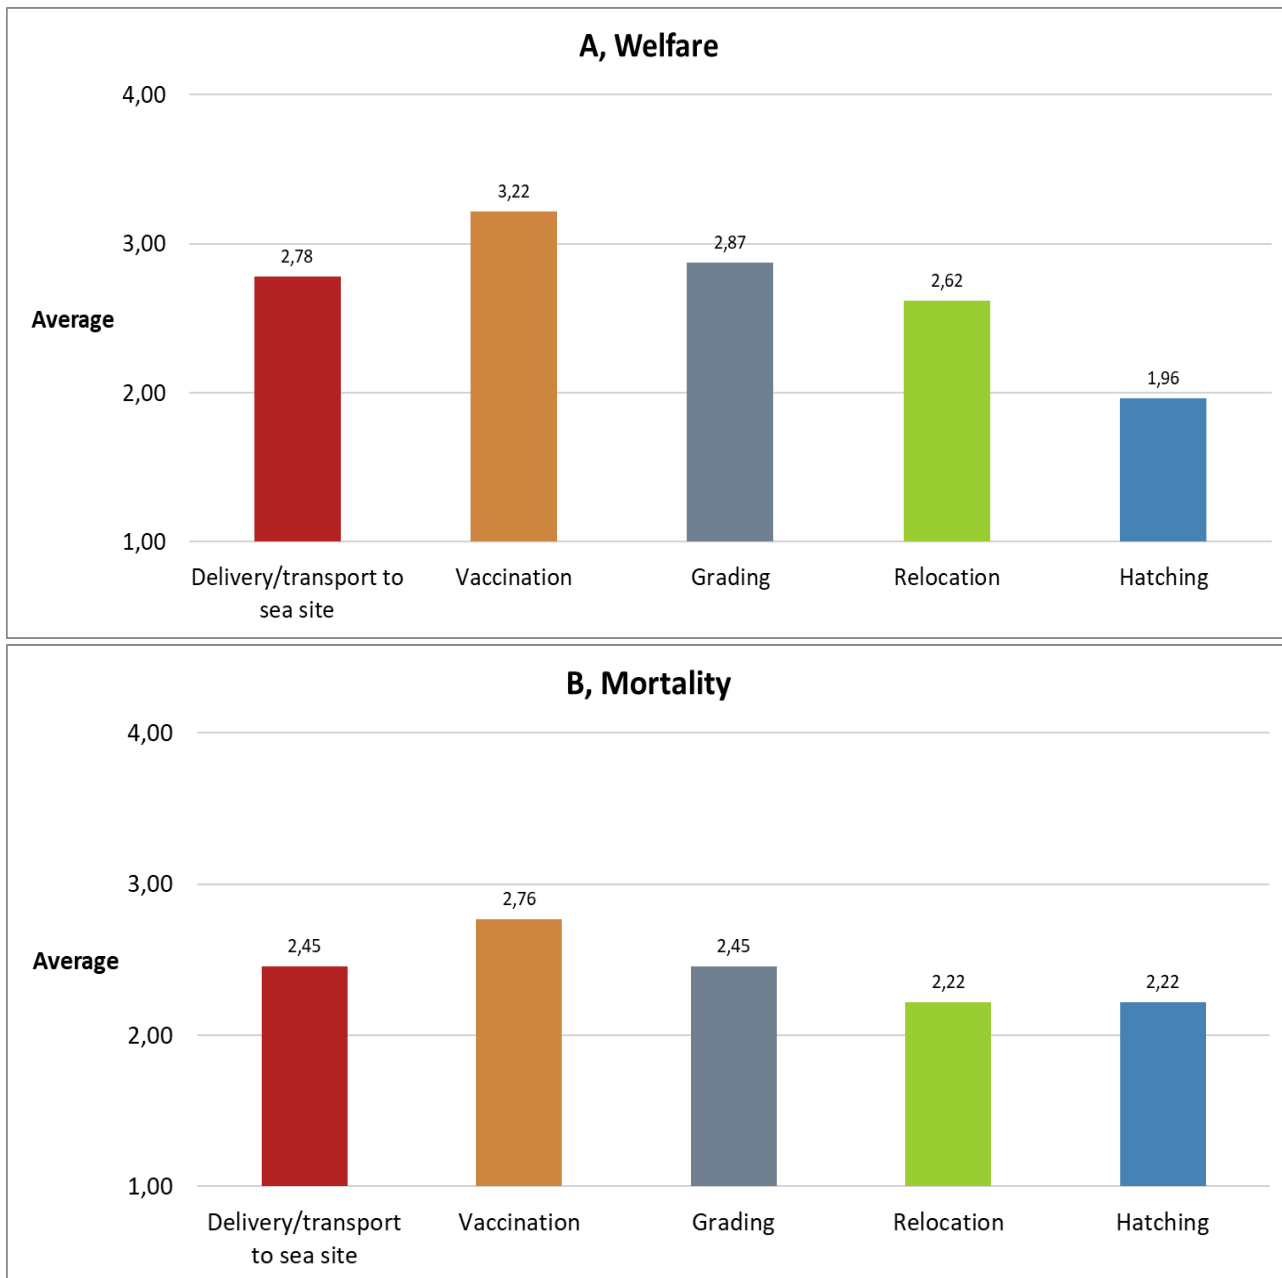 A, Welfare
4,00
3,22
3,00
2,87
2,78
2,62
Average
2,00
1,96
1,00
Delivery/transport to
sea site
Vaccination
Grading
Relocation
Hatching
B, Mortality
4,00
3,00
2,76
2,45
2,45
Average
2,22
2,22
2,00
1,00
Delivery/transport
to sea site
Vaccination
Grading
Relocation
Hatching